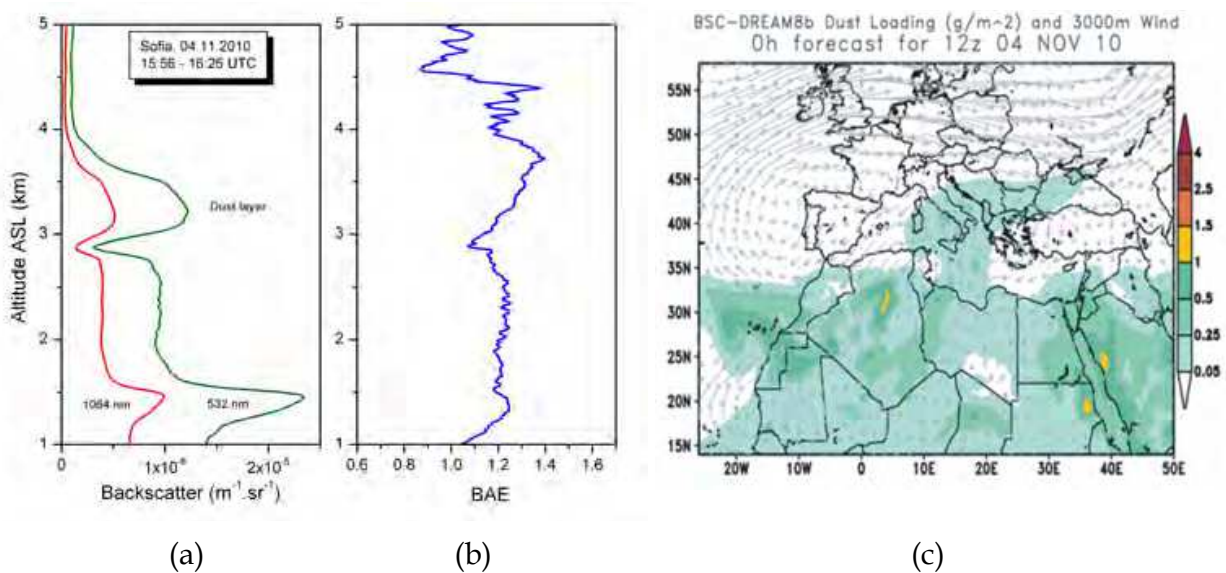 BSC-DREAM8b Dust Loading (g/m^2) and 3000m Wind
0h forecast for 12z 04 NOV 10
Sofia, 04.11.2010
15:56 - 16:26 UTC
Dust layer
1064 nm
532 nm
Altitude ASL (km)
5
4
3
2
1
0
1x10⁻⁶
Backscatter (m⁻¹.sr⁻¹)
5
4
3
2
1
0.6 0.8 1.0 1.2 1.4 1.6
BAE
55N
50N
45N
40N
35N
30N
25N
20N
15N
20W 10W 0 10E 20E 30E 40E 50E
4
2.5
1.5
1
0.5
0.25
0.05
(a)
(b)
(c)